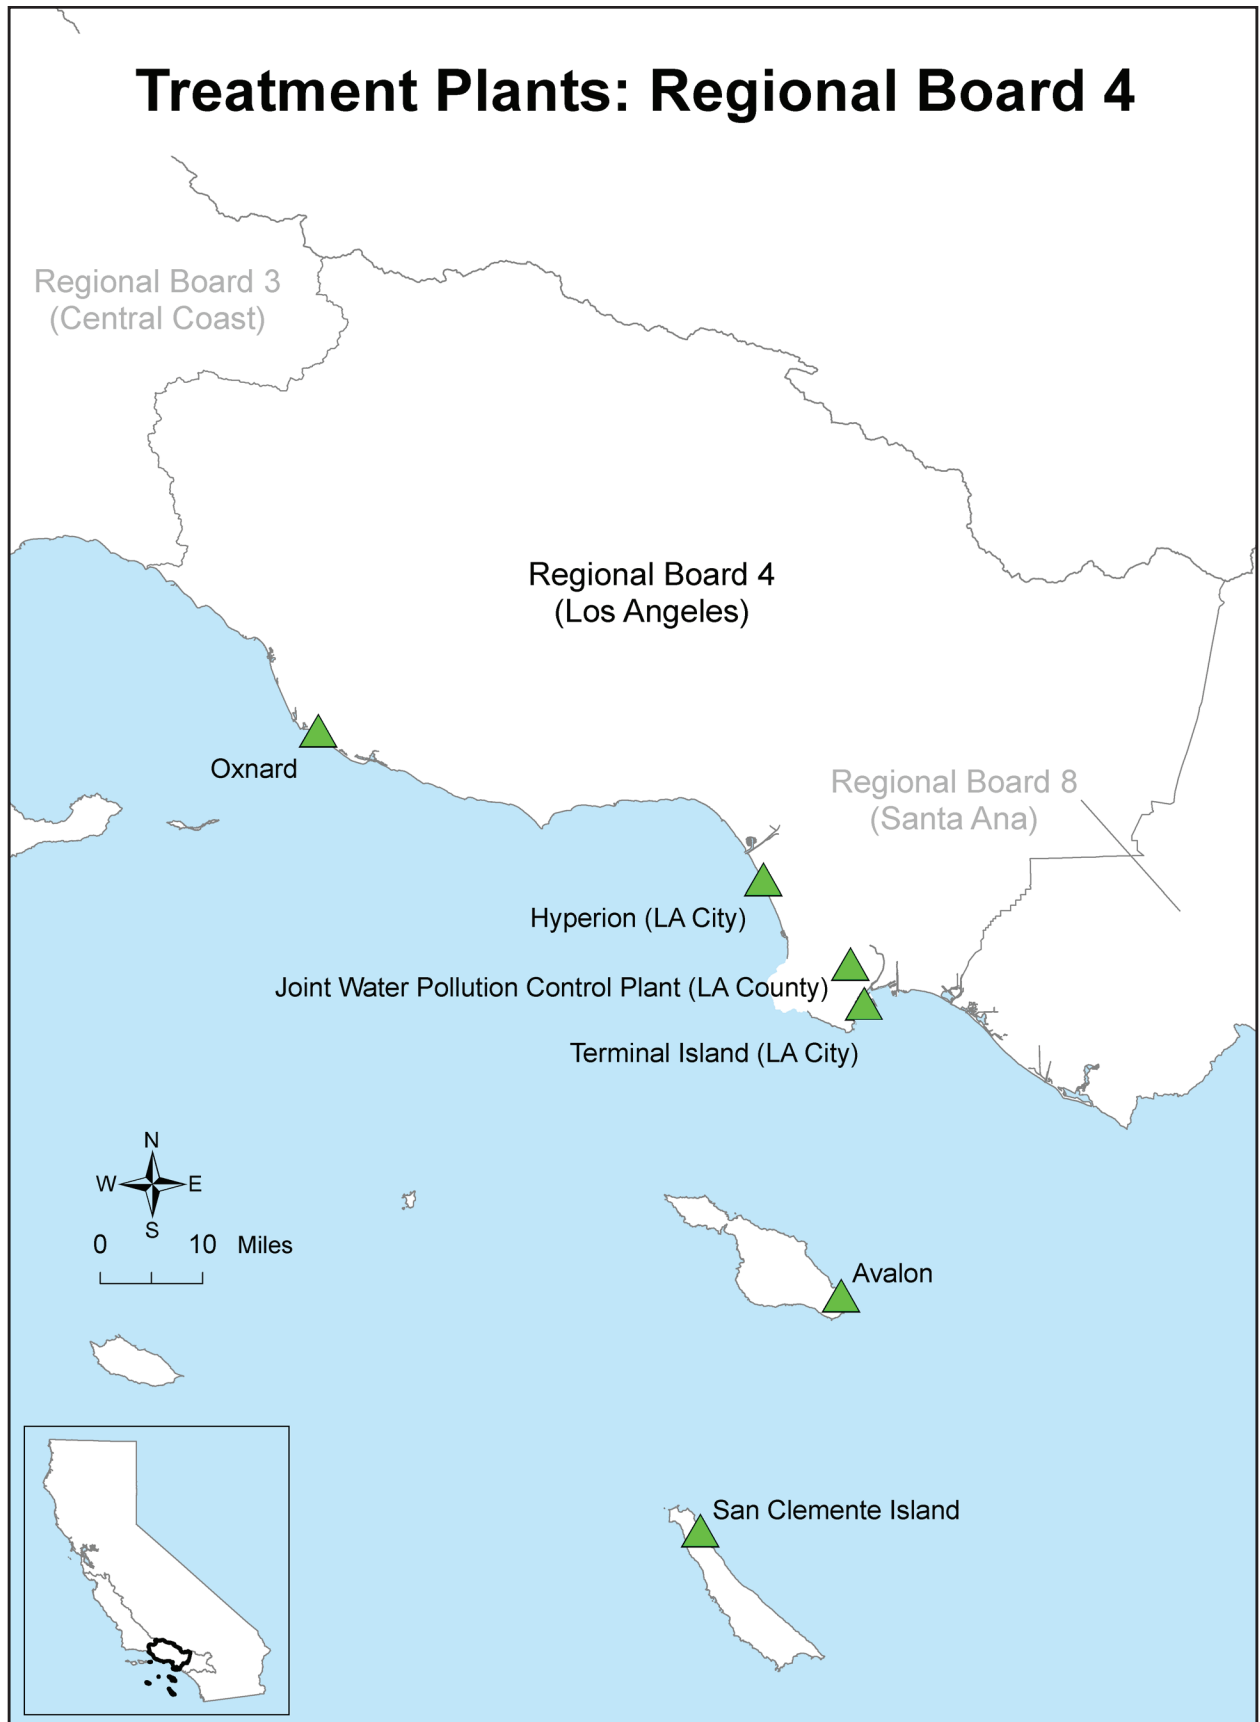 Treatment Plants: Regional Board 4
Regional Board 3
(Central Coast)
Regional Board 4
(Los Angeles)
Oxnard
Regional Board 8
(Santa Ana)
Hyperion (LA City)
Joint Water Pollution Control Plant (LA County)
Terminal Island (LA City)
N
W E
S
0 10 Miles
Avalon
San Clemente Island